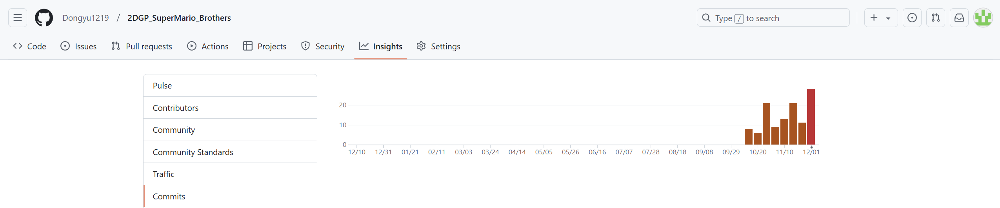 Dongyu1219 / 2DGP_SuperMario_Brothers
Type / to search
Code Issues Pull requests Actions Projects Security Insights Settings
Pulse
Contributors
Community
Community Standards
Traffic
Commits
20
10
0
12/10 12/31 01/21 02/11 03/03 03/24 04/14 05/05 05/26 06/16 07/07 07/28 08/18 09/08 09/29 10/20 11/10 12/01